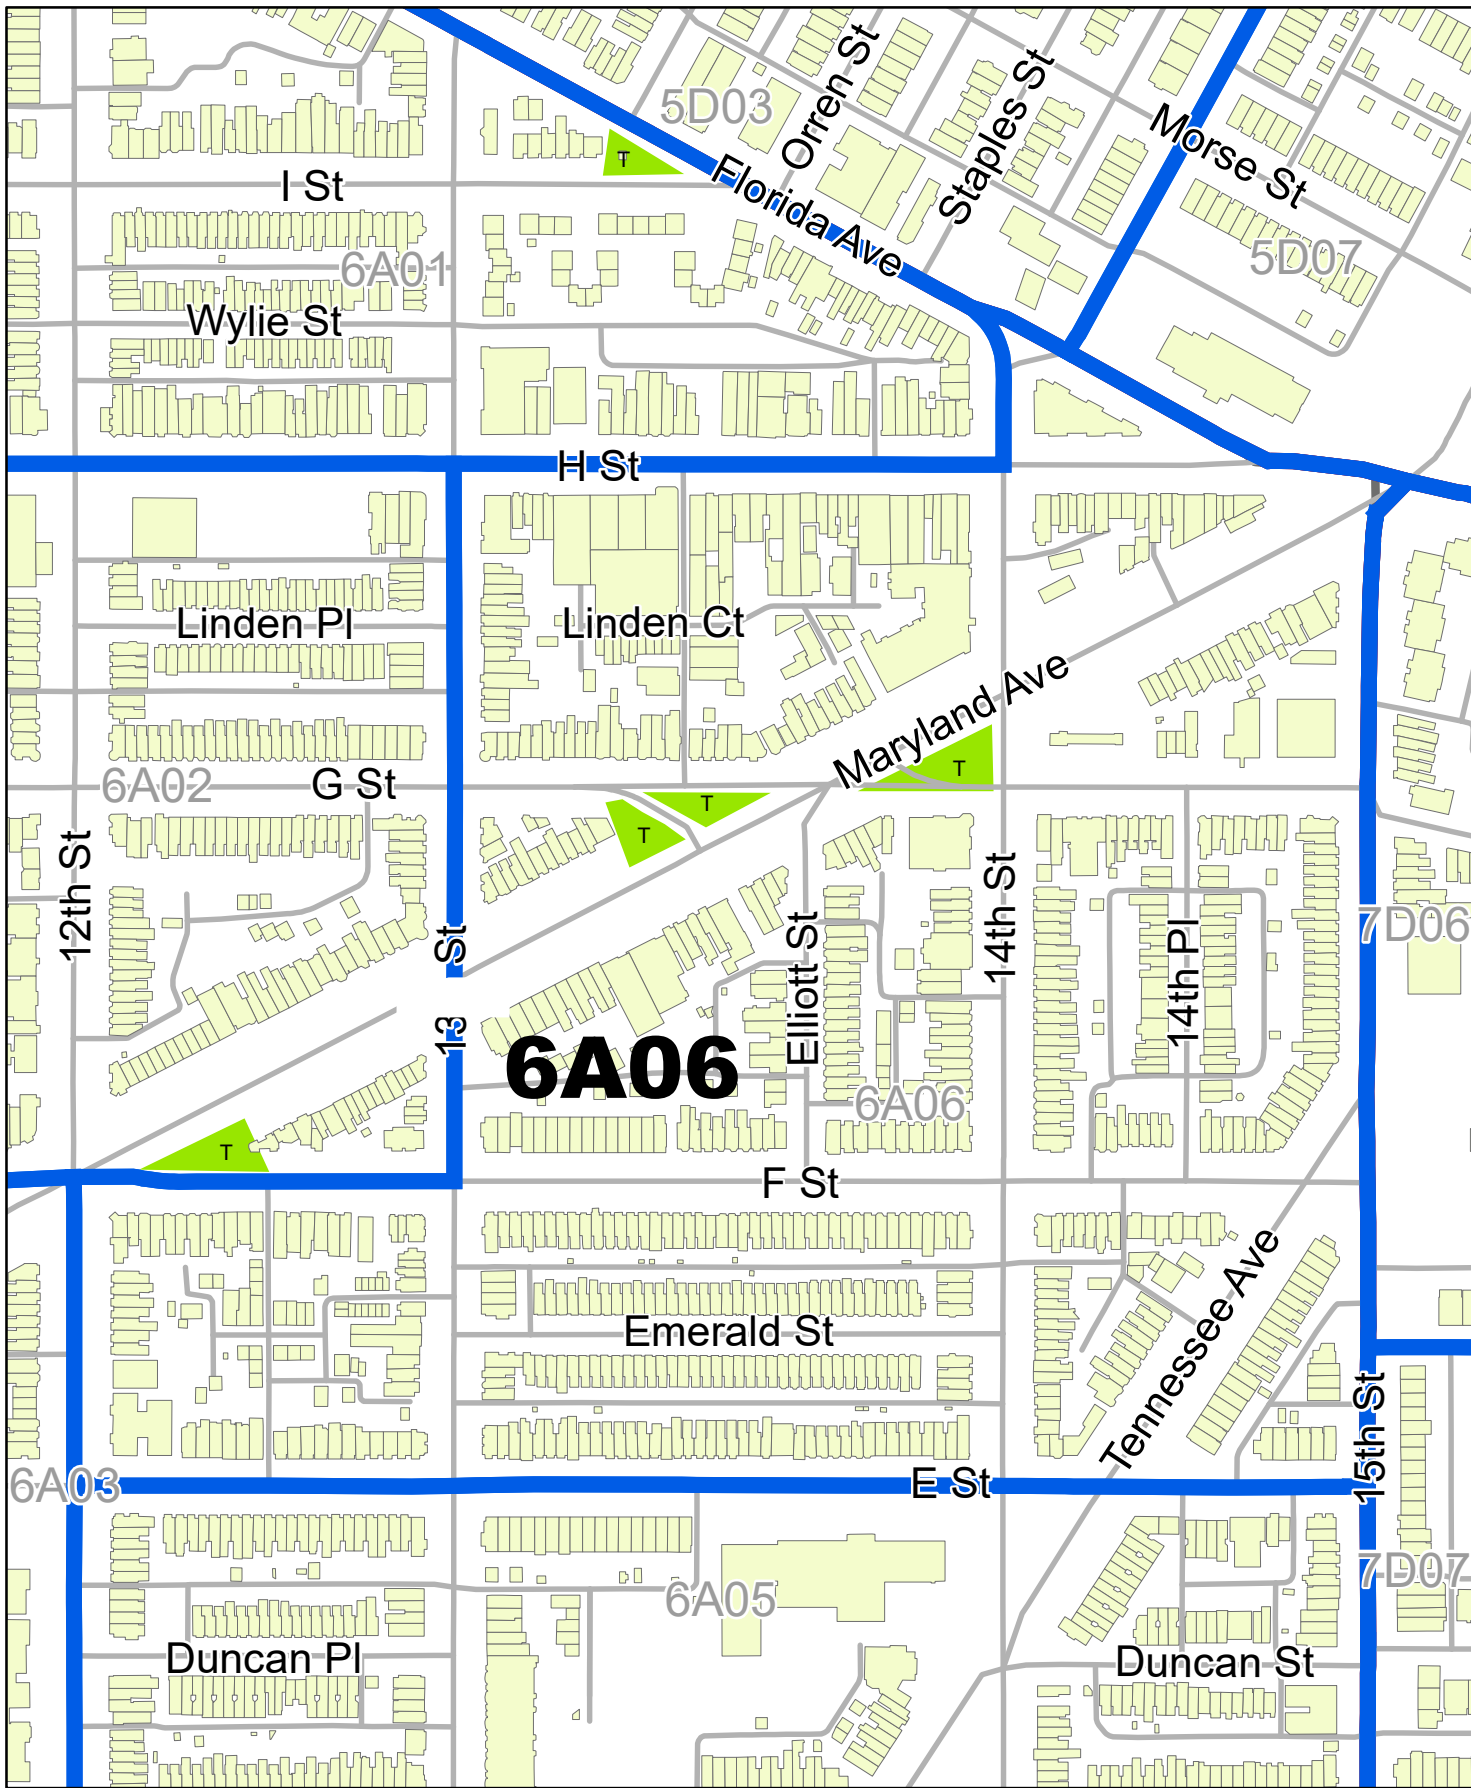 5D03
Orren St
Staples St
Morse St
T
I St
Florida Ave
6A01
5D07
Wylie St
H St
Linden Pl
Linden Ct
Maryland Ave
6A02
G St
T
T
T
12th St
13 St
Elliott St
14th St
14th Pl
7D06
6A06
6A06
T
F St
Emerald St
Tennessee Ave
15th St
6A03
E St
6A05
7D07
Duncan Pl
Duncan St